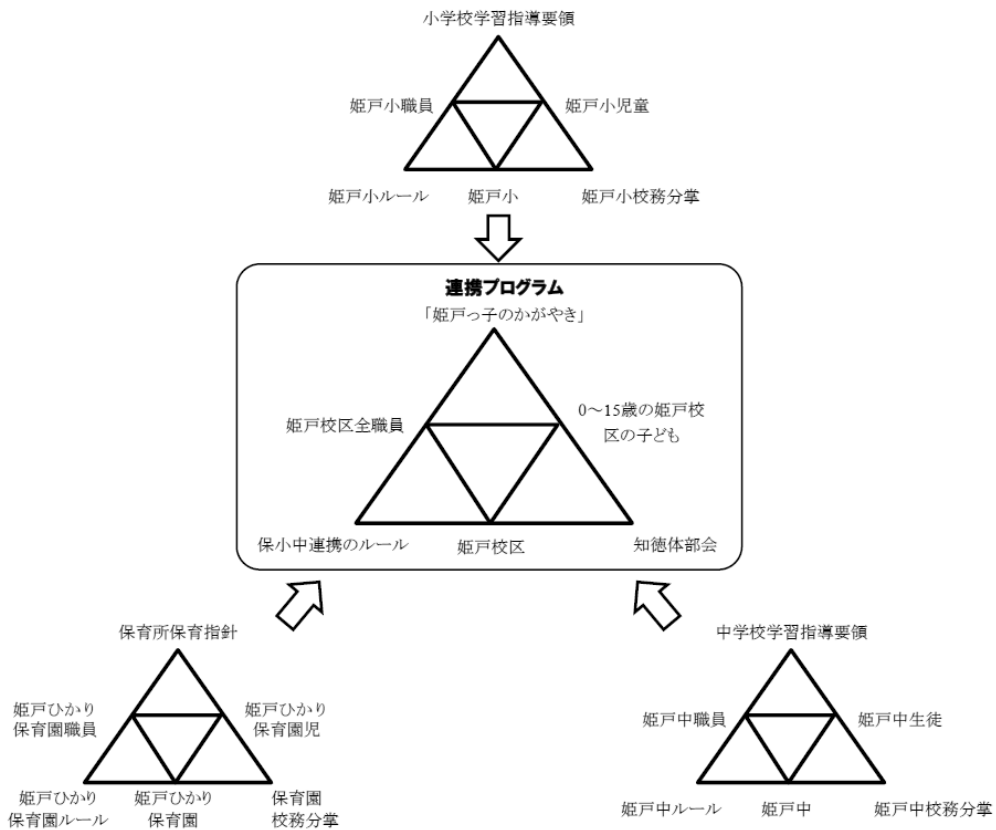 小学校学習指導要領
姫戸小職員
姫戸小児童
姫戸小ルール
姫戸小
姫戸小校務分掌
連携プログラム
「姫戸っ子のかがやき」
姫戸校区全職員
0～15歳の姫戸校
区の子ども
保小中連携のルール
姫戸校区
知徳体部会
保育所保育指針
姫戸ひかり
保育園職員
姫戸ひかり
保育園児
姫戸ひかり
保育園ルール
姫戸ひかり
保育園
保育園
校務分掌
中学校学習指導要領
姫戸中職員
姫戸中生徒
姫戸中ルール
姫戸中
姫戸中校務分掌